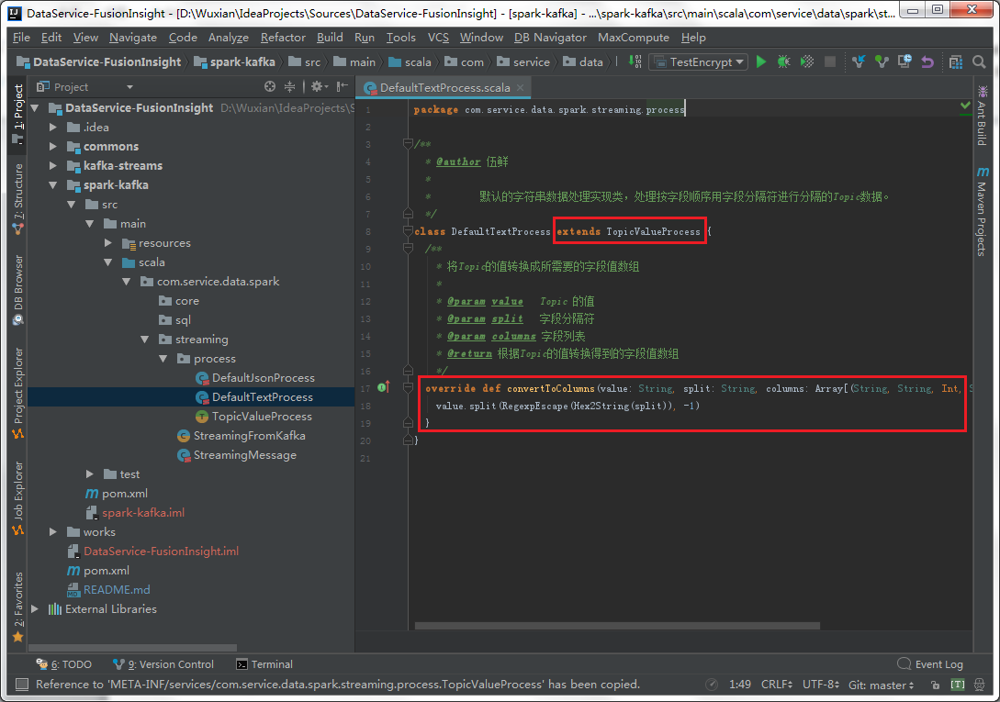 DataService-FusionInsight - [D:\Wuxian\IdeaProjects\Sources\DataService-FusionInsight] - [spark-kafka] - ...\spark-kafka\src\main\scala\com\service\data\spark\st...
File Edit View Navigate Code Analyze Refactor Build Run Tools VCS Window DB Navigator MaxCompute Help
DataService-FusionInsight spark-kafka src main scala com service data TestEncrypt
Project
DefaultTextProcess.scala
1: Project
7: Structure
DB Browser
Project Explorer
Job Explorer
2: Favorites
DataService-FusionInsight D:\Wuxian\IdeaProjects\S
.idea
commons
kafka-streams
spark-kafka
src
main
resources
scala
com.service.data.spark
core
sql
streaming
process
DefaultJsonProcess
DefaultTextProcess
TopicValueProcess
StreamingFromKafka
StreamingMessage
test
pom.xml
spark-kafka.iml
works
DataService-FusionInsight.iml
pom.xml
README.md
External Libraries
1 package com.service.data.spark.streaming.process
2
3 /**
4 * @author 伍鲜
5 *
6 * 默认的字符串数据处理实现类，处理按字段顺序用字段分隔符进行分隔的Topic数据。
7 */
8 class DefaultTextProcess extends TopicValueProcess {
9 /**
10 * 将Topic的值转换成所需要的字段值数组
11 *
12 * @param value Topic 的值
13 * @param split 字段分隔符
14 * @param columns 字段列表
15 * @return 根据Topic的值转换得到的字段值数组
16 */
17 override def convertToColumns(value: String, split: String, columns: Array[(String, String, Int, S
18 value.split(RegexpEscape(Hex2String(split)), -1)
19 }
20 }
21
Ant Build
Maven Projects
6: TODO 9: Version Control Terminal Event Log
Reference to 'META-INF/services/com.service.data.spark.streaming.process.TopicValueProcess' has been copied. 1:49 CRLF UTF-8 Git: master [T]